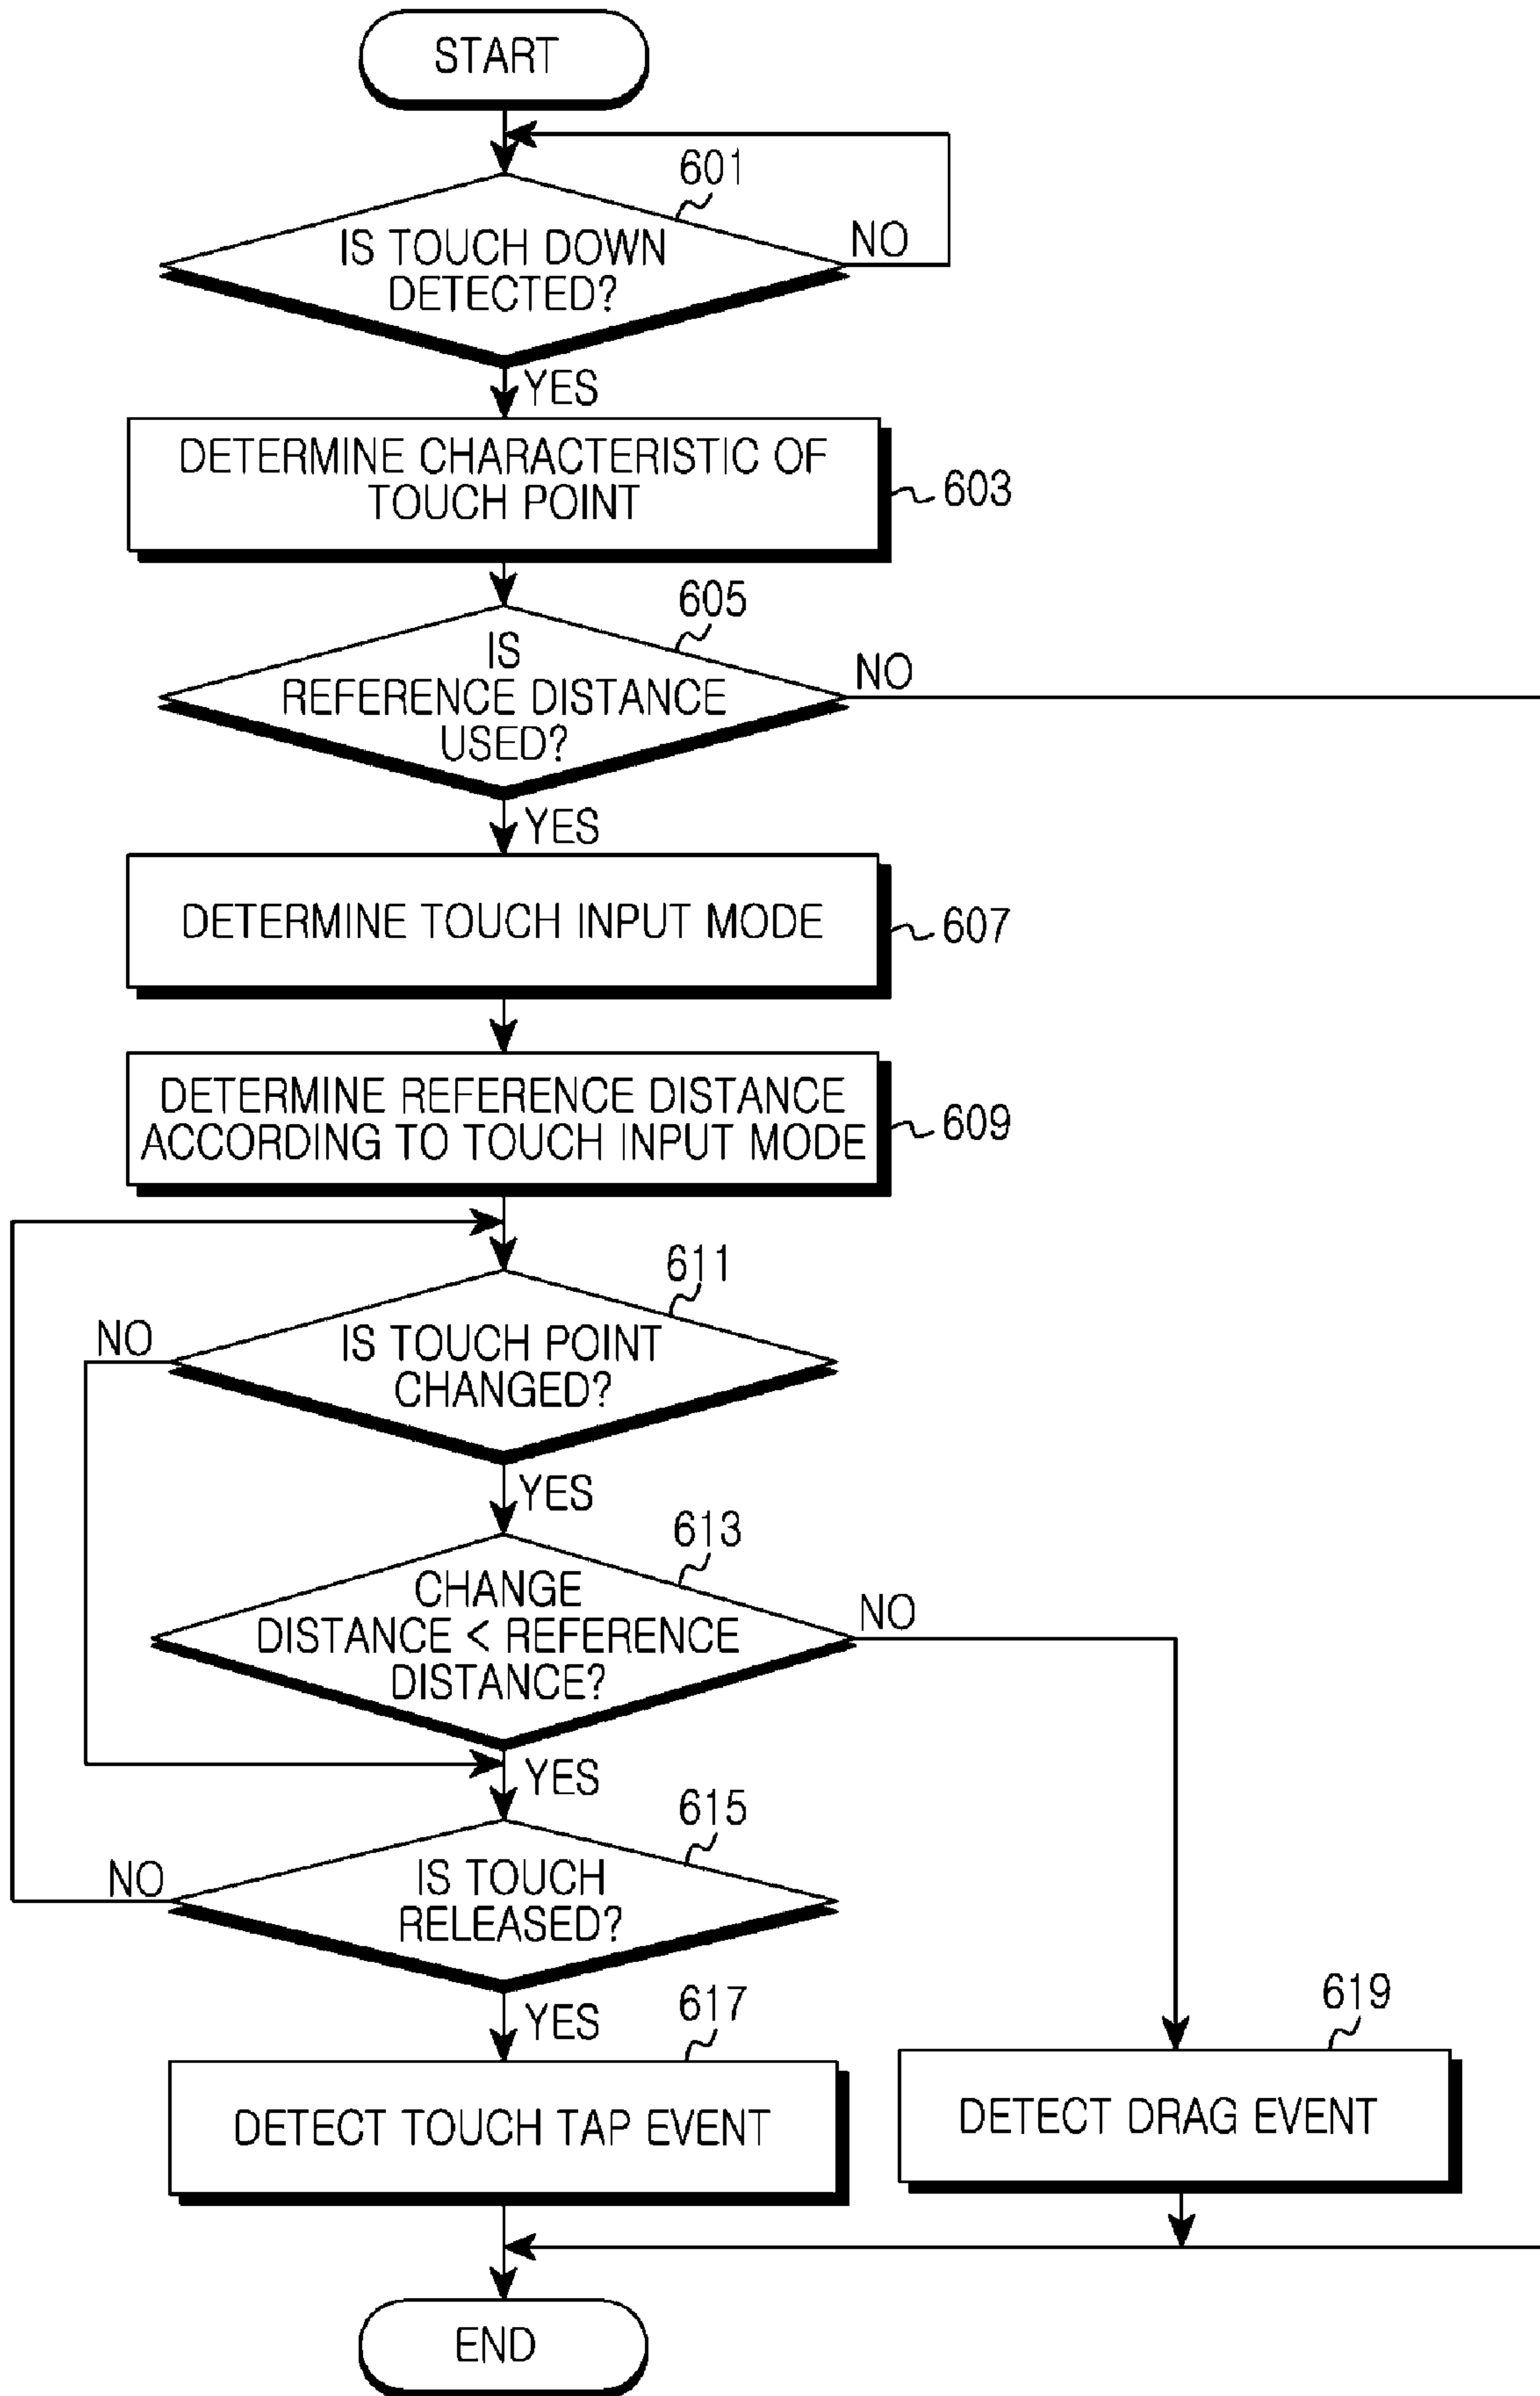 START
601
IS TOUCH DOWN
DETECTED?
NO
YES
DETERMINE CHARACTERISTIC OF
TOUCH POINT
603
605
IS
REFERENCE DISTANCE
USED?
NO
YES
DETERMINE TOUCH INPUT MODE
607
DETERMINE REFERENCE DISTANCE
ACCORDING TO TOUCH INPUT MODE
609
611
NO
IS TOUCH POINT
CHANGED?
YES
613
CHANGE
DISTANCE < REFERENCE
DISTANCE?
NO
YES
615
NO
IS TOUCH
RELEASED?
YES
617
619
DETECT TOUCH TAP EVENT
DETECT DRAG EVENT
END